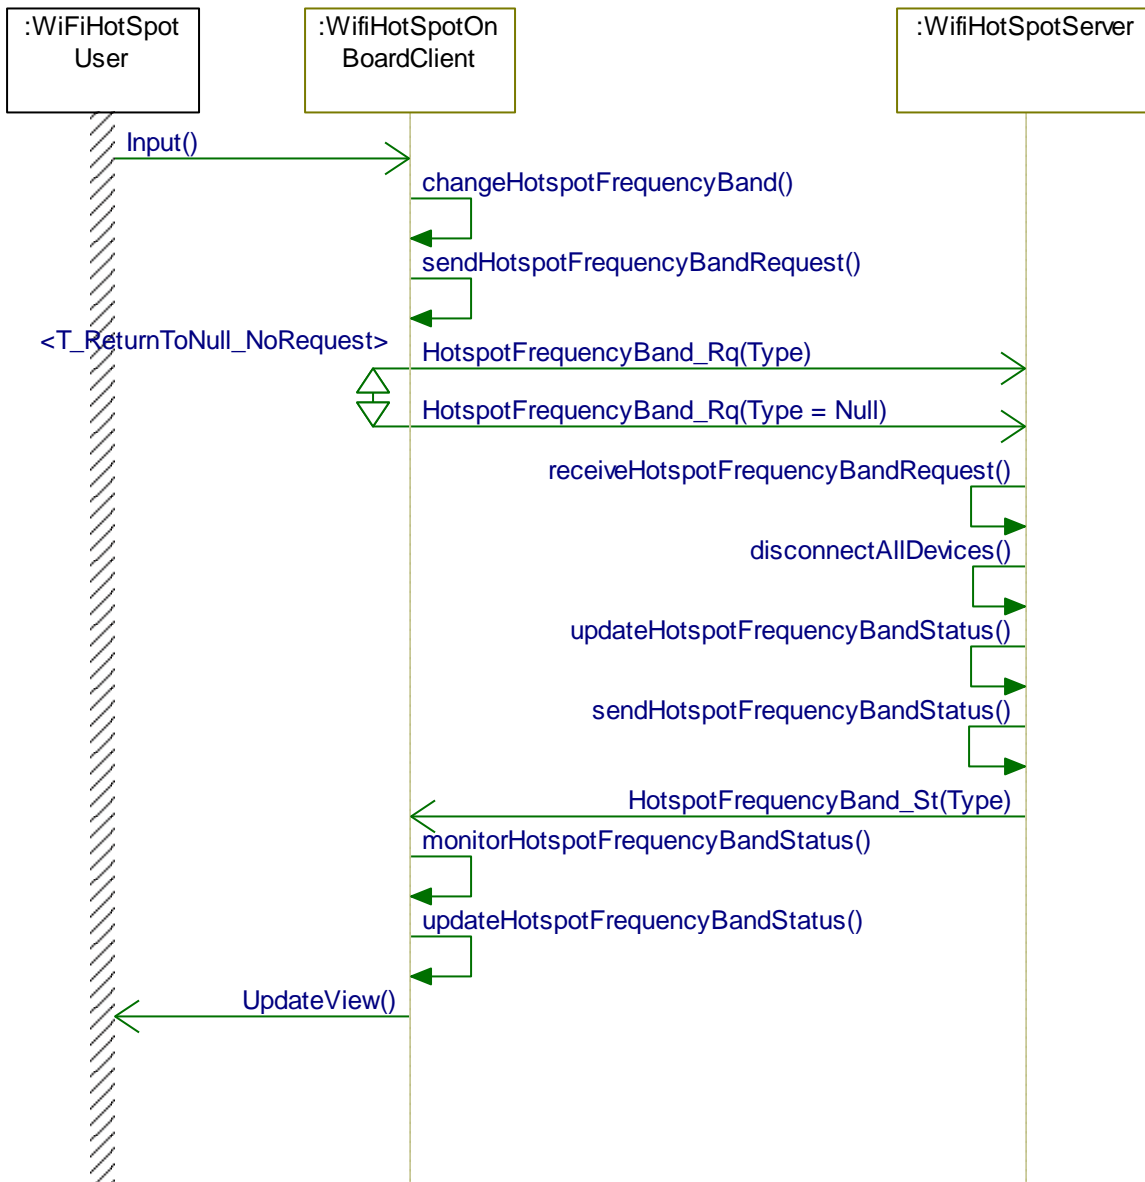 :WiFiHotSpot
User
:WifiHotSpotOn
BoardClient
:WifiHotSpotServer
Input()
changeHotspotFrequencyBand()
sendHotspotFrequencyBandRequest()
<T_ReturnToNull_NoRequest>
HotspotFrequencyBand_Rq(Type)
HotspotFrequencyBand_Rq(Type = Null)
receiveHotspotFrequencyBandRequest()
disconnectAllDevices()
updateHotspotFrequencyBandStatus()
sendHotspotFrequencyBandStatus()
HotspotFrequencyBand_St(Type)
monitorHotspotFrequencyBandStatus()
updateHotspotFrequencyBandStatus()
UpdateView()